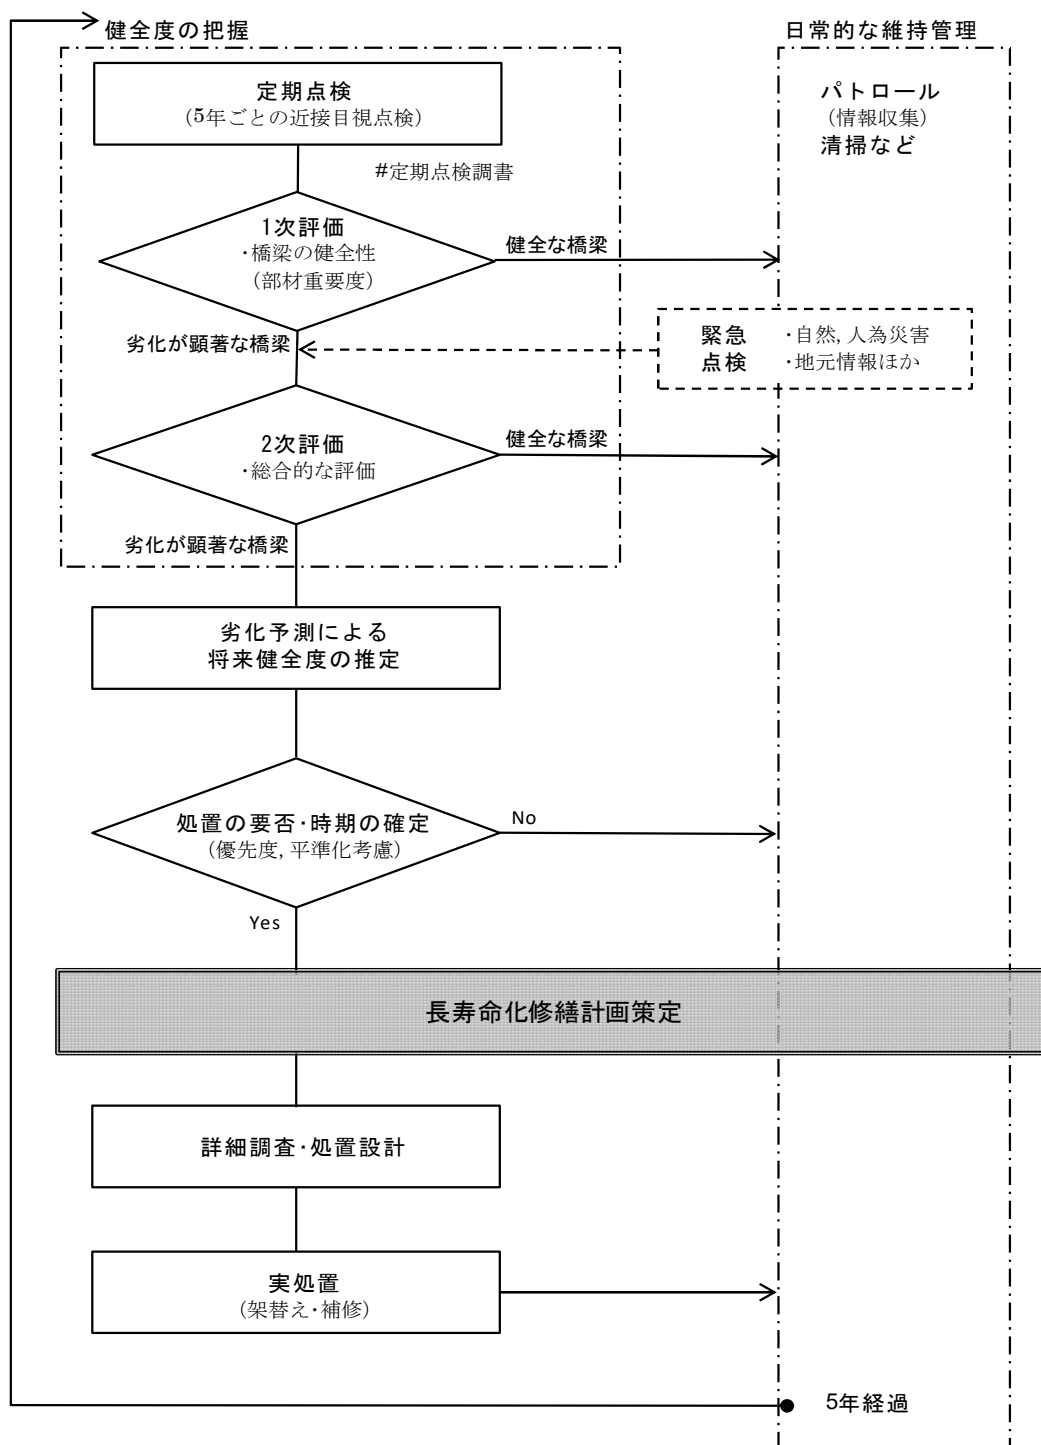 健全度の把握
日常的な維持管理
定期点検
(5年ごとの近接目視点検)
パトロール
(情報収集)
清掃など
#定期点検調書
1次評価
・橋梁の健全性
(部材重要度)
健全な橋梁
劣化が顕著な橋梁
緊急 ・自然,人為災害
点検 ・地元情報ほか
2次評価
・総合的な評価
健全な橋梁
劣化が顕著な橋梁
劣化予測による
将来健全度の推定
処置の要否・時期の確定
(優先度,平準化考慮)
No
Yes
長寿命化修繕計画策定
詳細調査・処置設計
実処置
(架替え・補修)
5年経過